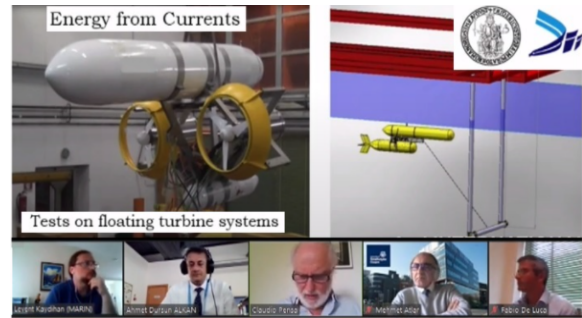 Energy from Currents
Tests on floating turbine systems
Levent Kaydihan (MARIN)
Ahmet Dursun ALKAN
Claudio Pensa
Mehmet Atlar
Fabio De Luca